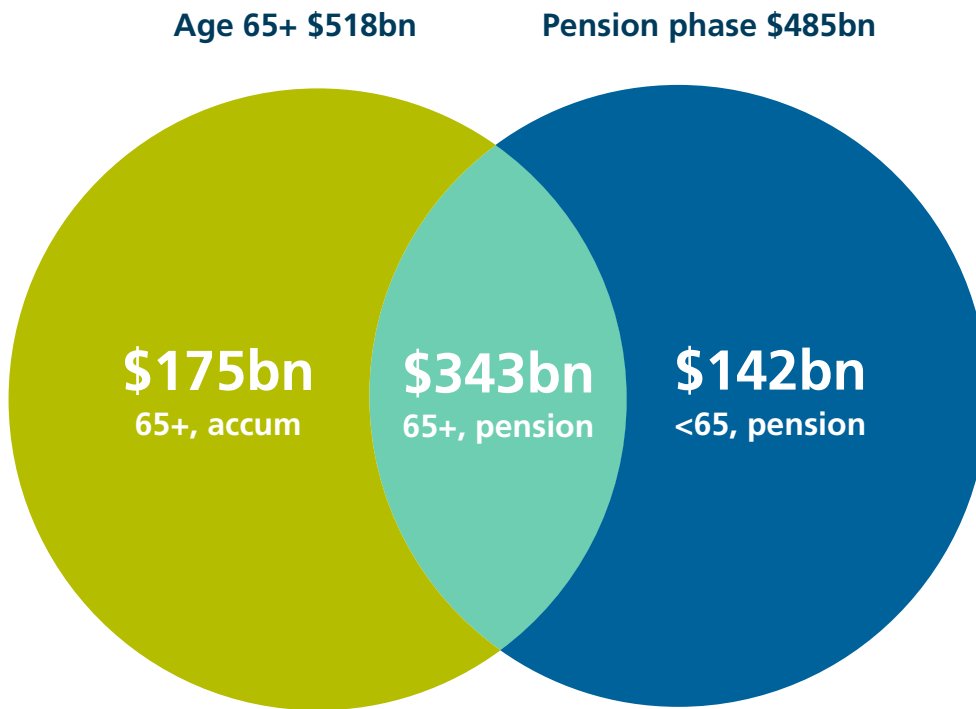 Age 65+ $518bn
Pension phase $485bn
$175bn
65+, accum
$343bn
65+, pension
$142bn
<65, pension